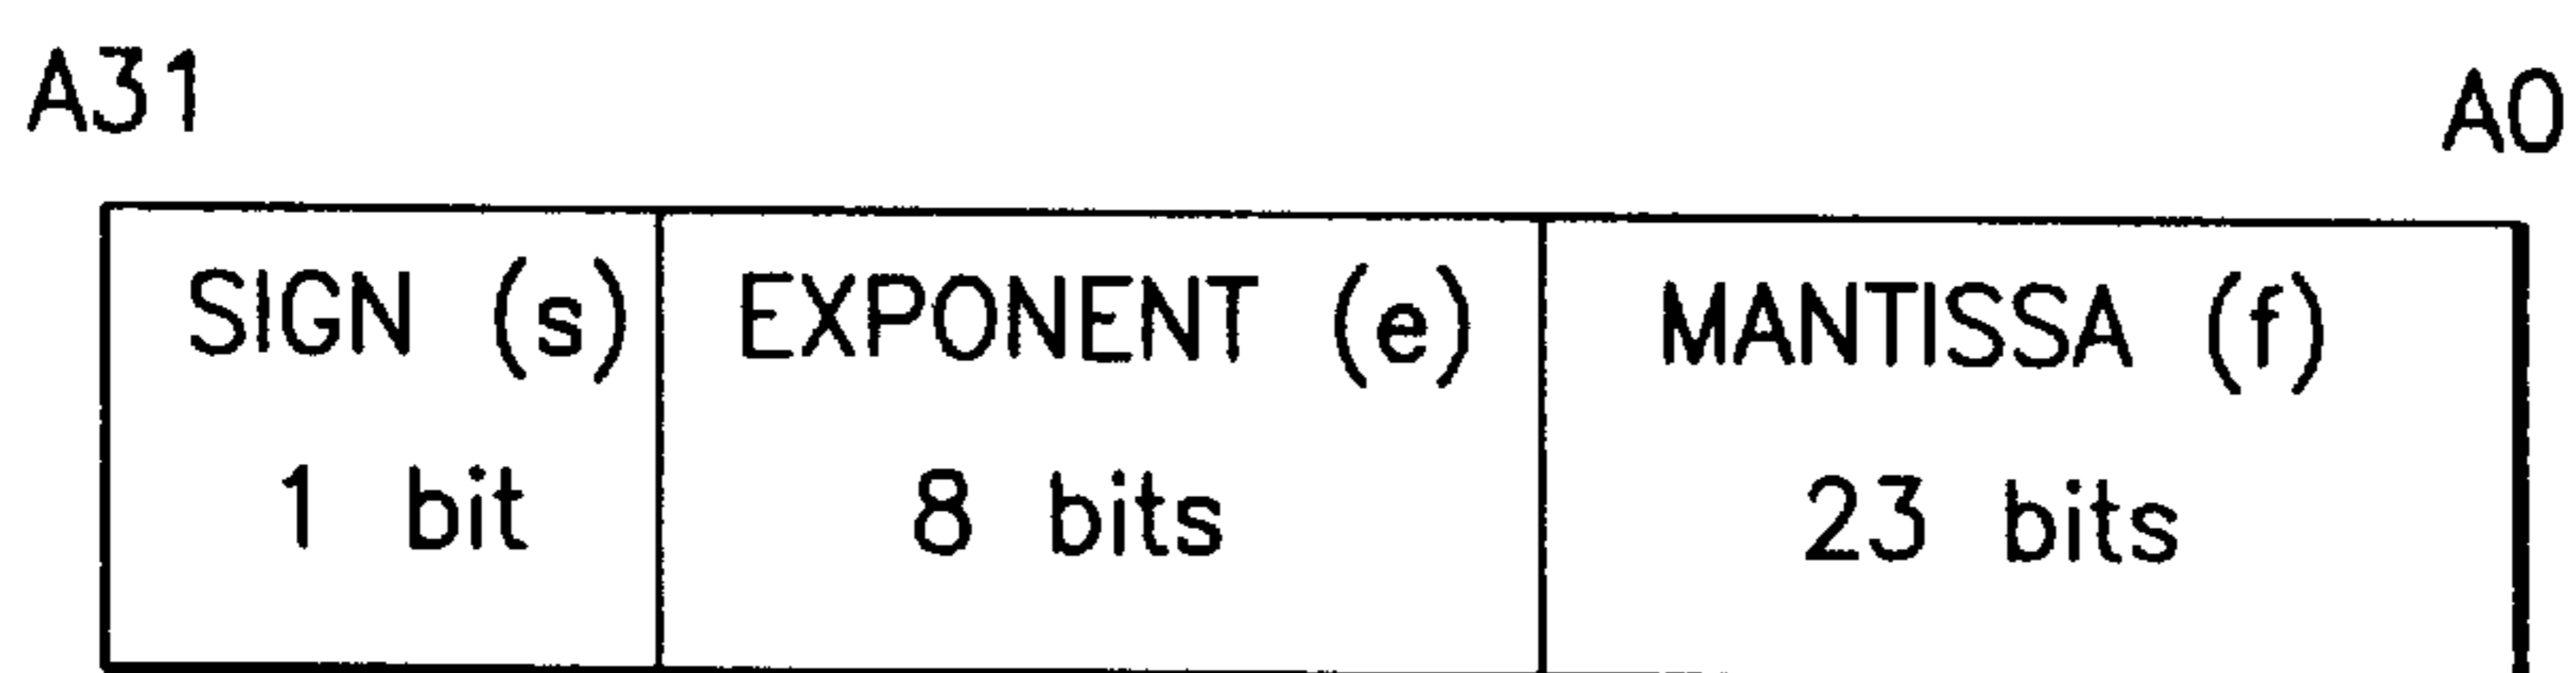 A31 A0
SIGN (s) EXPONENT (e) MANTISSA (f)
1 bit 8 bits 23 bits